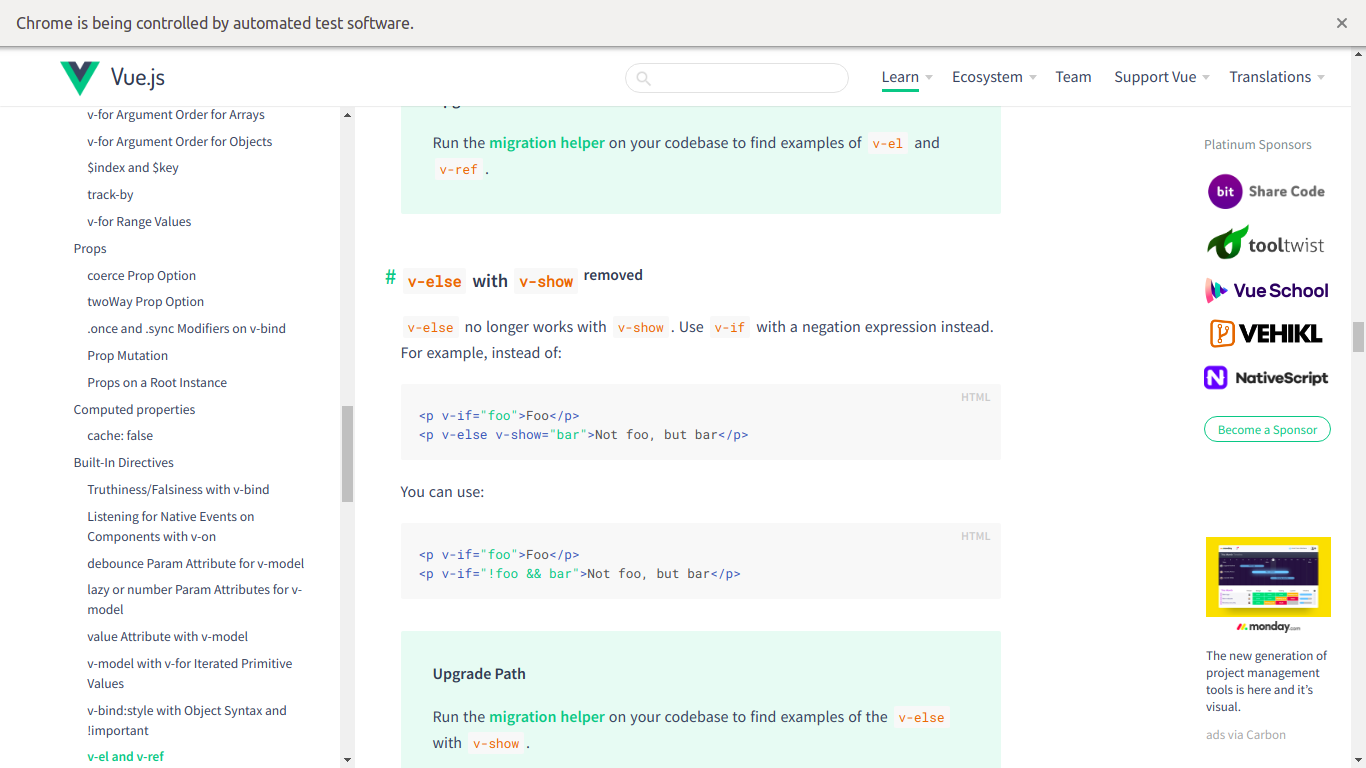 Chrome is being controlled by automated test software.
Vue.js
Learn
Ecosystem
Team
Support Vue
Translations
v-for Argument Order for Arrays
v-for Argument Order for Objects
$index and $key
track-by
v-for Range Values
Props
coerce Prop Option
twoWay Prop Option
.once and .sync Modifiers on v-bind
Prop Mutation
Props on a Root Instance
Computed properties
cache: false
Built-In Directives
Truthiness/Falsiness with v-bind
Listening for Native Events on
Components with v-on
debounce Param Attribute for v-model
lazy or number Param Attributes for v-
model
value Attribute with v-model
v-model with v-for Iterated Primitive
Values
v-bind:style with Object Syntax and
!important
v-el and v-ref
Run the migration helper on your codebase to find examples of v-el and
v-ref .
# v-else with v-show removed
v-else no longer works with v-show . Use v-if with a negation expression instead.
For example, instead of:
HTML
<p v-if="foo">Foo</p>
<p v-else v-show="bar">Not foo, but bar</p>
You can use:
HTML
<p v-if="foo">Foo</p>
<p v-if="!foo && bar">Not foo, but bar</p>
Upgrade Path
Run the migration helper on your codebase to find examples of the v-else
with v-show .
Platinum Sponsors
bit Share Code
tooltwist
Vue School
VEHIKL
NativeScript
Become a Sponsor
monday.com
The new generation of
project management
tools is here and it's
visual.
ads via Carbon